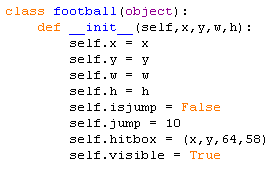 class football(object):
    def __init__(self,x,y,w,h):
        self.x = x
        self.y = y
        self.w = w
        self.h = h
        self.isjump = False
        self.jump = 10
        self.hitbox = (x,y,64,58)
        self.visible = True